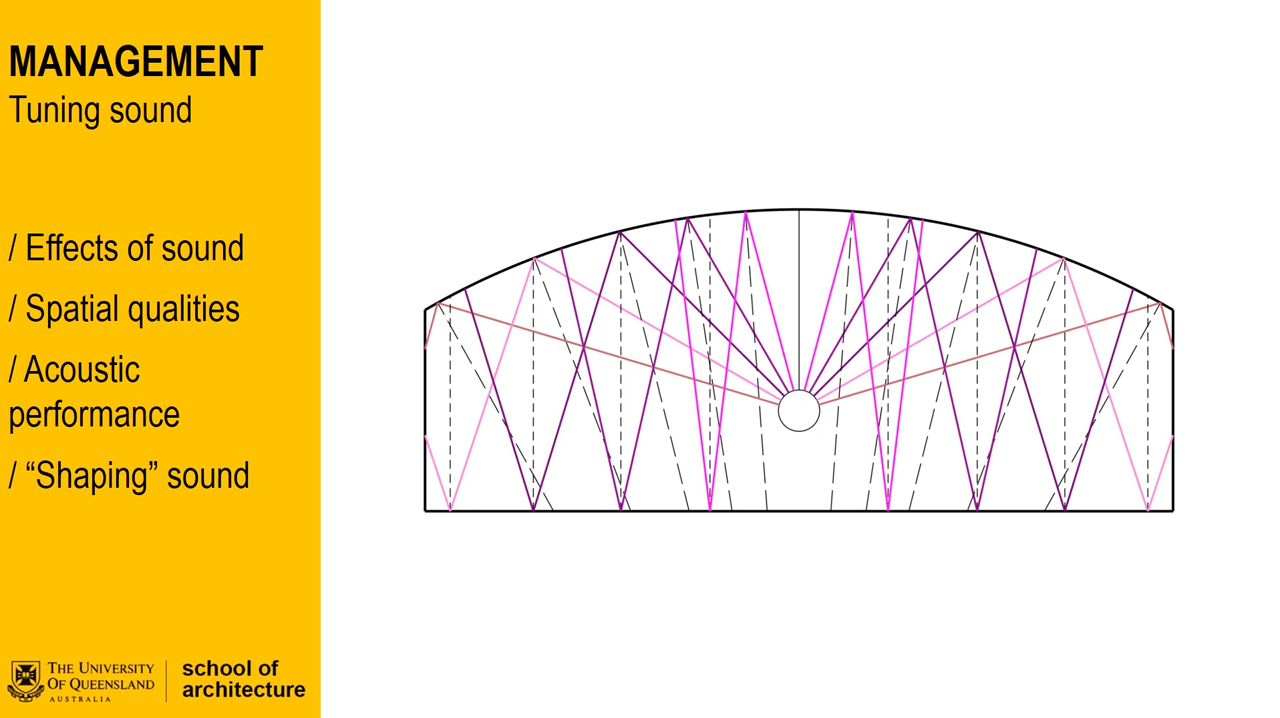 MANAGEMENT
Tuning sound
/ Effects of sound
/ Spatial qualities
/ Acoustic
performance
/ “Shaping” sound
THE UNIVERSITY
OF QUEENSLAND
AUSTRALIA
school of
architecture